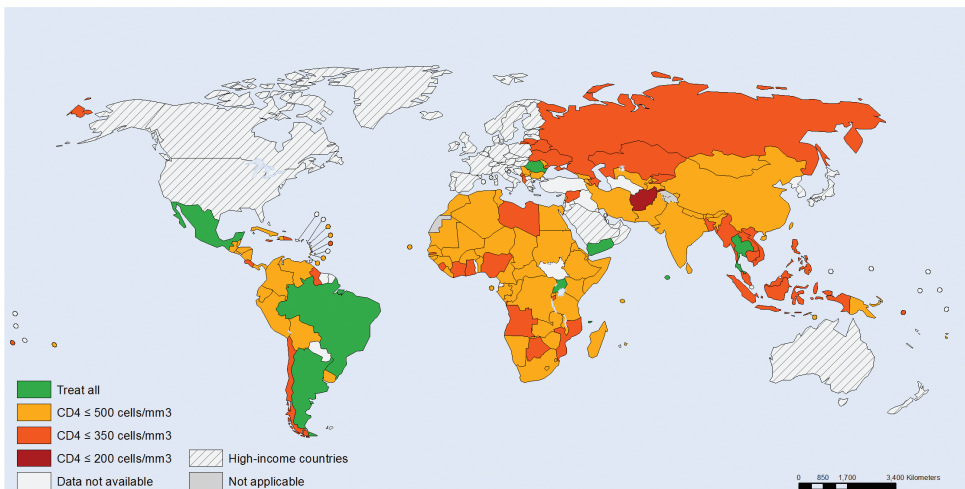 Treat all
CD4 ≤ 500 cells/mm3
CD4 ≤ 350 cells/mm3
CD4 ≤ 200 cells/mm3
High-income countries
Data not available
Not applicable
0 850 1,700 3,400 Kilometers